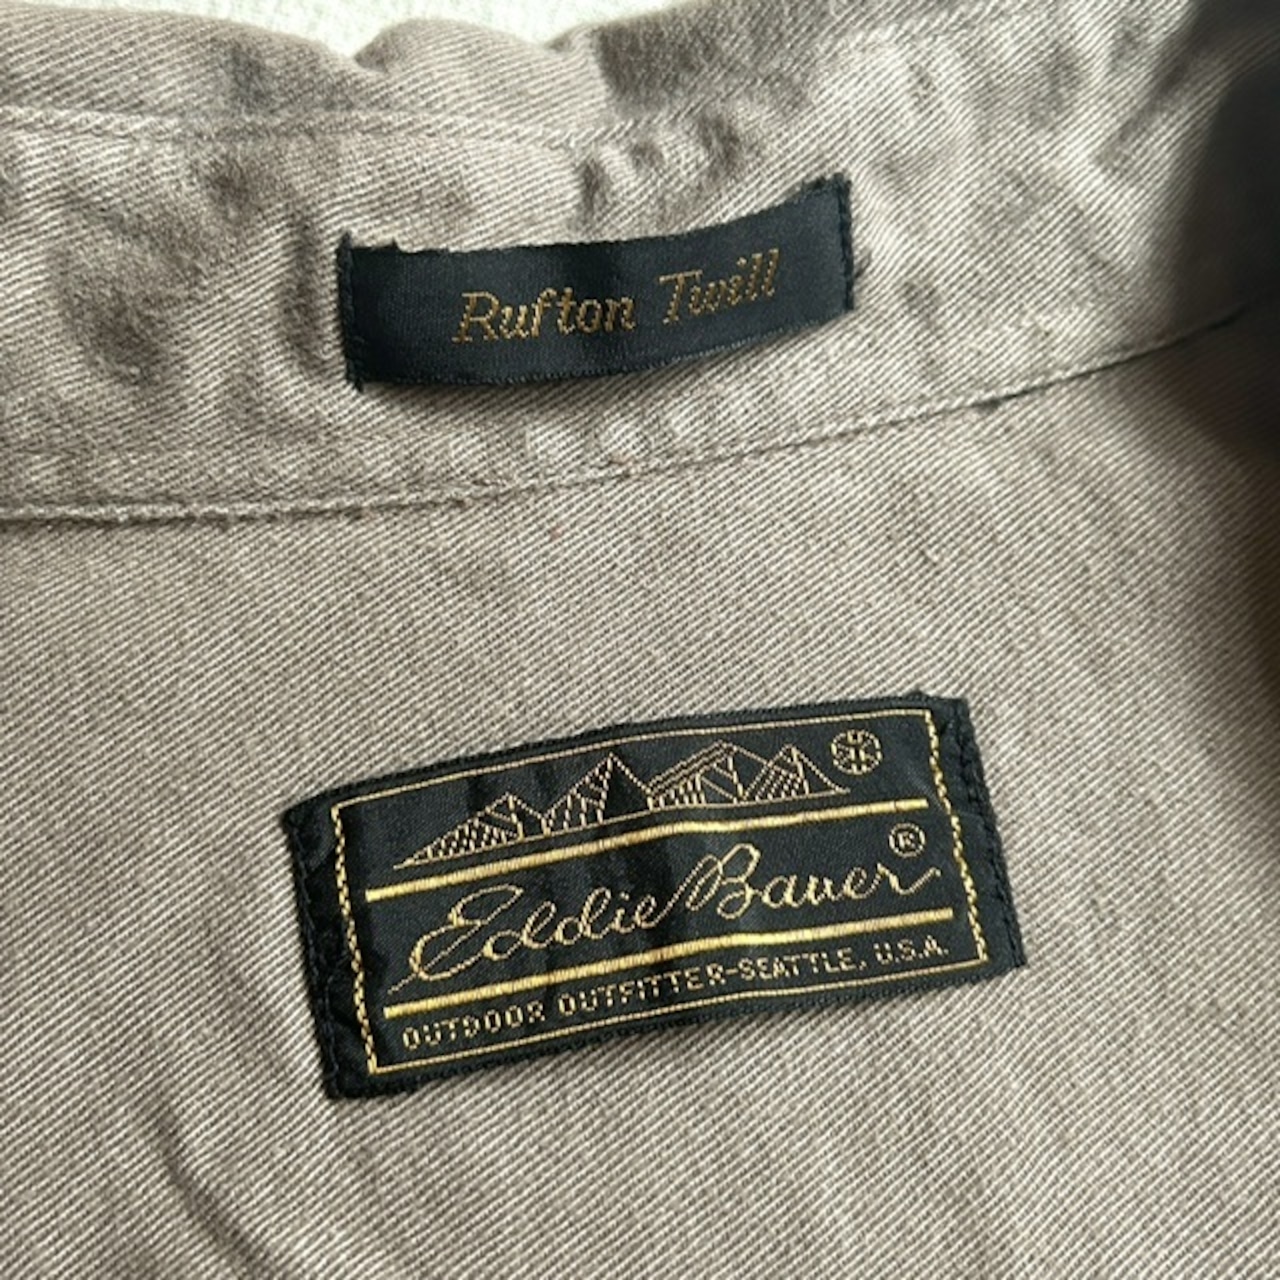 Rufton Twill
Eddie Bauer®
OUTDOOR OUTFITTER-SEATTLE, U.S.A.